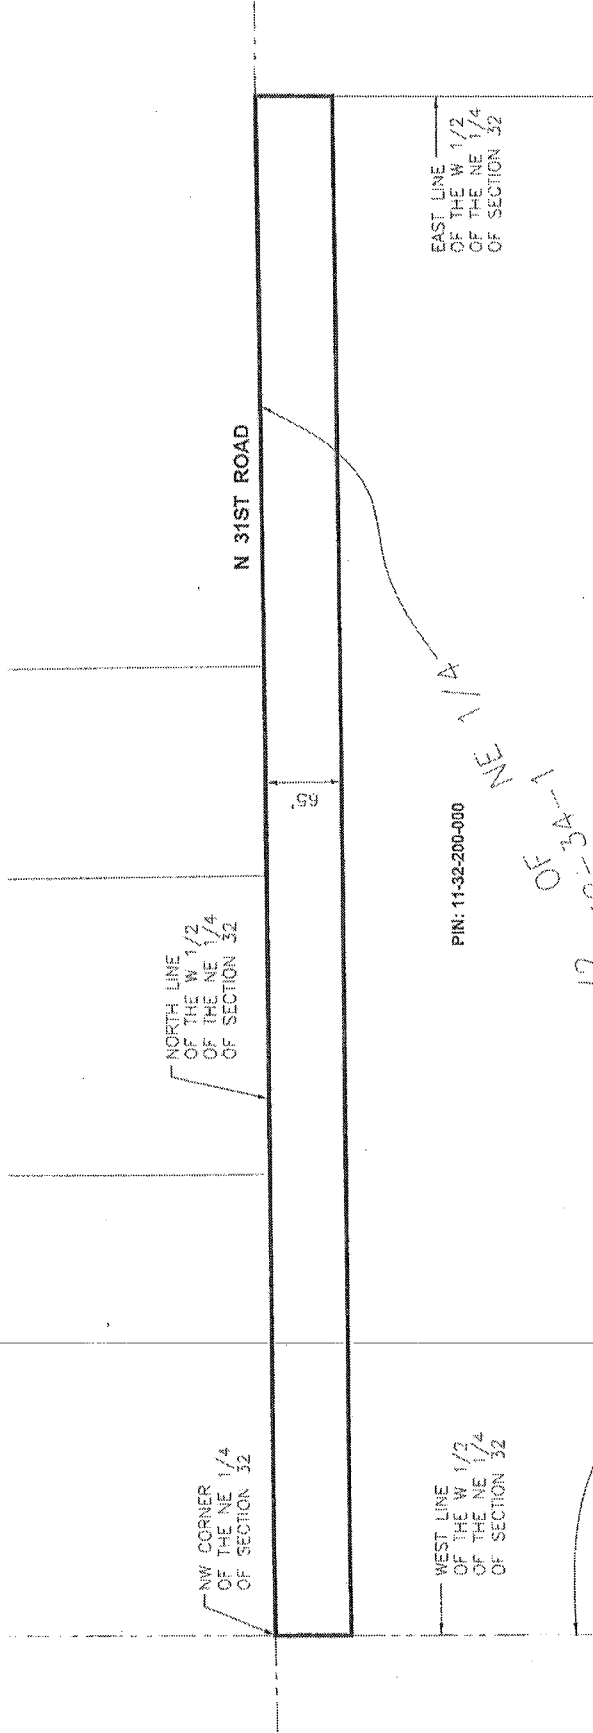 NW CORNER
OF THE NE 1/4
OF SECTION 32
NORTH LINE
OF THE W 1/2
OF THE NE 1/4
OF SECTION 32
N 31ST ROAD
65'
WEST LINE
OF THE W 1/2
OF THE NE 1/4
OF SECTION 32
PIN: 11-32-200-000
EAST LINE
OF THE W 1/2
OF THE NE 1/4
OF SECTION 32
NE 1/4
OF
-34-1